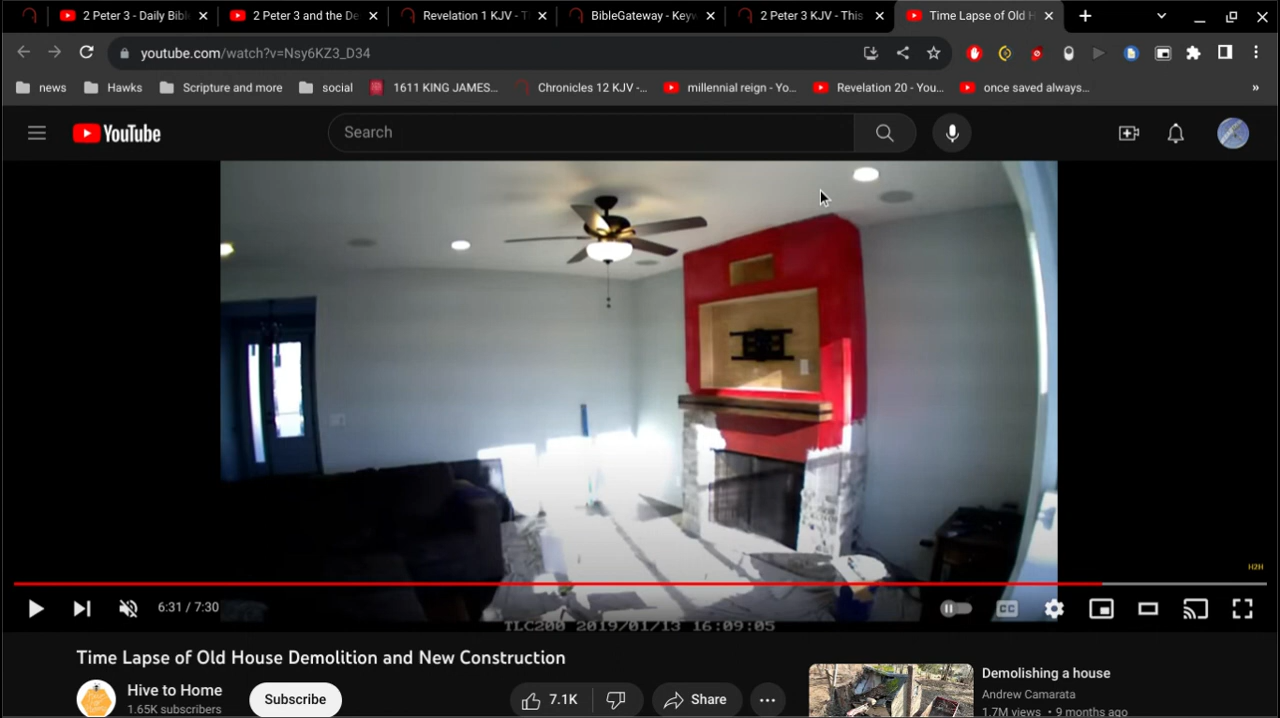 2 Peter 3 - Daily Bibl
2 Peter 3 and the De
Revelation 1 KJV - T
BibleGateway - Keyw
2 Peter 3 KJV - This
Time Lapse of Old H
youtube.com/watch?v=Nsy6KZ3_D34
news
Hawks
Scripture and more
social
1611 KING JAMES...
Chronicles 12 KJV -...
millennial reign - Yo...
Revelation 20 - You...
once saved always...
»
YouTube
Search
H2H
6:31 / 7:30
CC
TLC200 2019/01/13 16:09:05
Time Lapse of Old House Demolition and New Construction
Hive to Home
1.65K subscribers
Subscribe
7.1K
Share
Demolishing a house
Andrew Camarata
1.7M views • 9 months ago